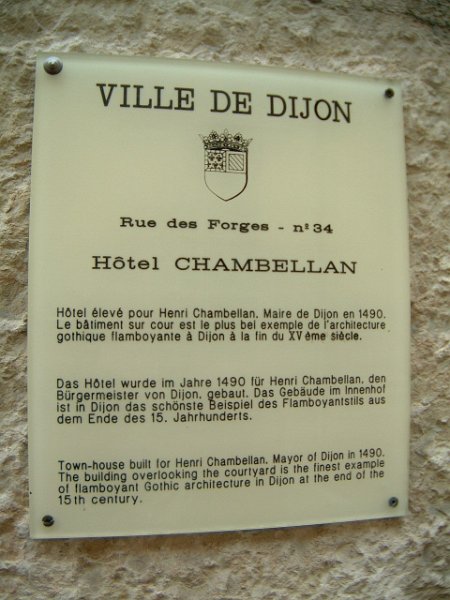 VILLE DE DIJON
Rue des Forges - nº 34
Hôtel CHAMBELLAN
Hôtel élevé pour Henri Chambellan, Maire de Dijon en 1490.
Le bâtiment sur cour est le plus bel exemple de l'architecture
gothique flamboyante à Dijon à la fin du XVème siècle.
Das Hôtel wurde im Jahre 1490 für Henri Chambellan, den
Bürgermeister von Dijon, gebaut. Das Gebäude im Innenhof
ist in Dijon das schönste Beispiel des Flamboyantstils aus
dem Ende des 15. Jahrhunderts.
Town-house built for Henri Chambellan, Mayor of Dijon in 1490.
The building overlooking the courtyard is the finest example
of flamboyant Gothic architecture in Dijon at the end of the
15th century.